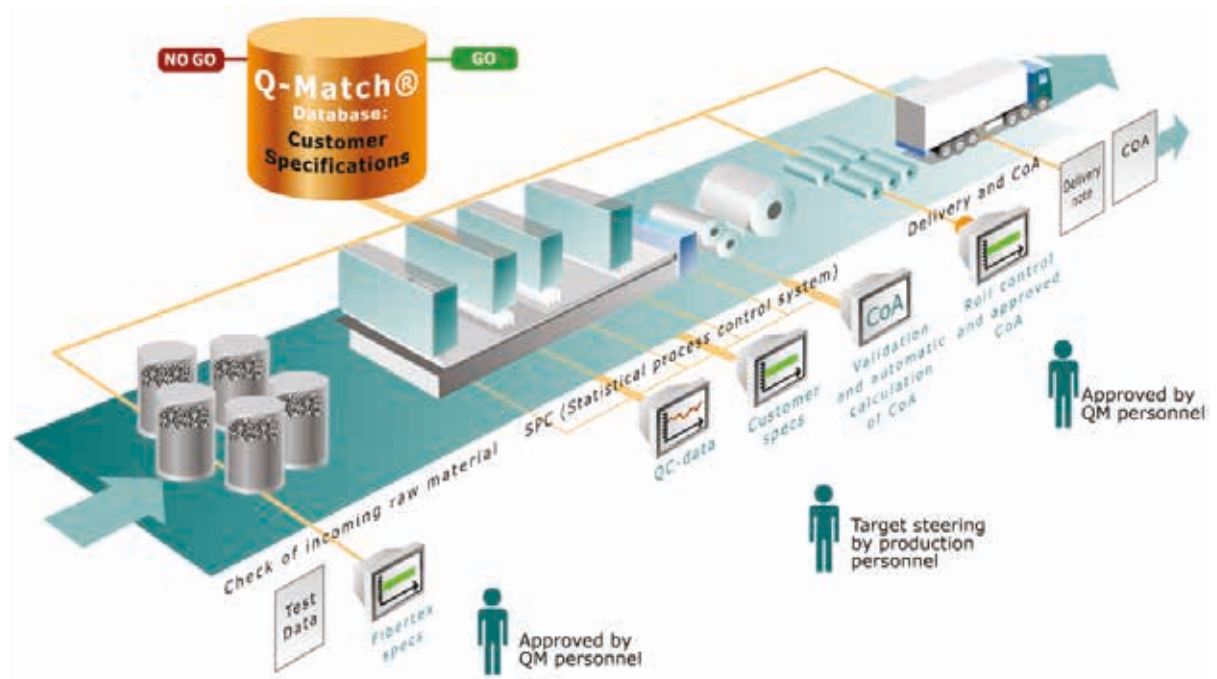 NO GO
GO
Q-Match®
Database:
Customer
Specifications
Delivery
note
COA
Delivery and CoA
Roll control
and approved
CoA
CoA
Validation
and automatic
calculation
of CoA
SPC (Statistical process control system)
Customer
specs
QC-data
Check of incoming raw material
Test
Data
Fibertex
specs
Approved by
QM personnel
Target steering
by production
personnel
Approved by
QM personnel